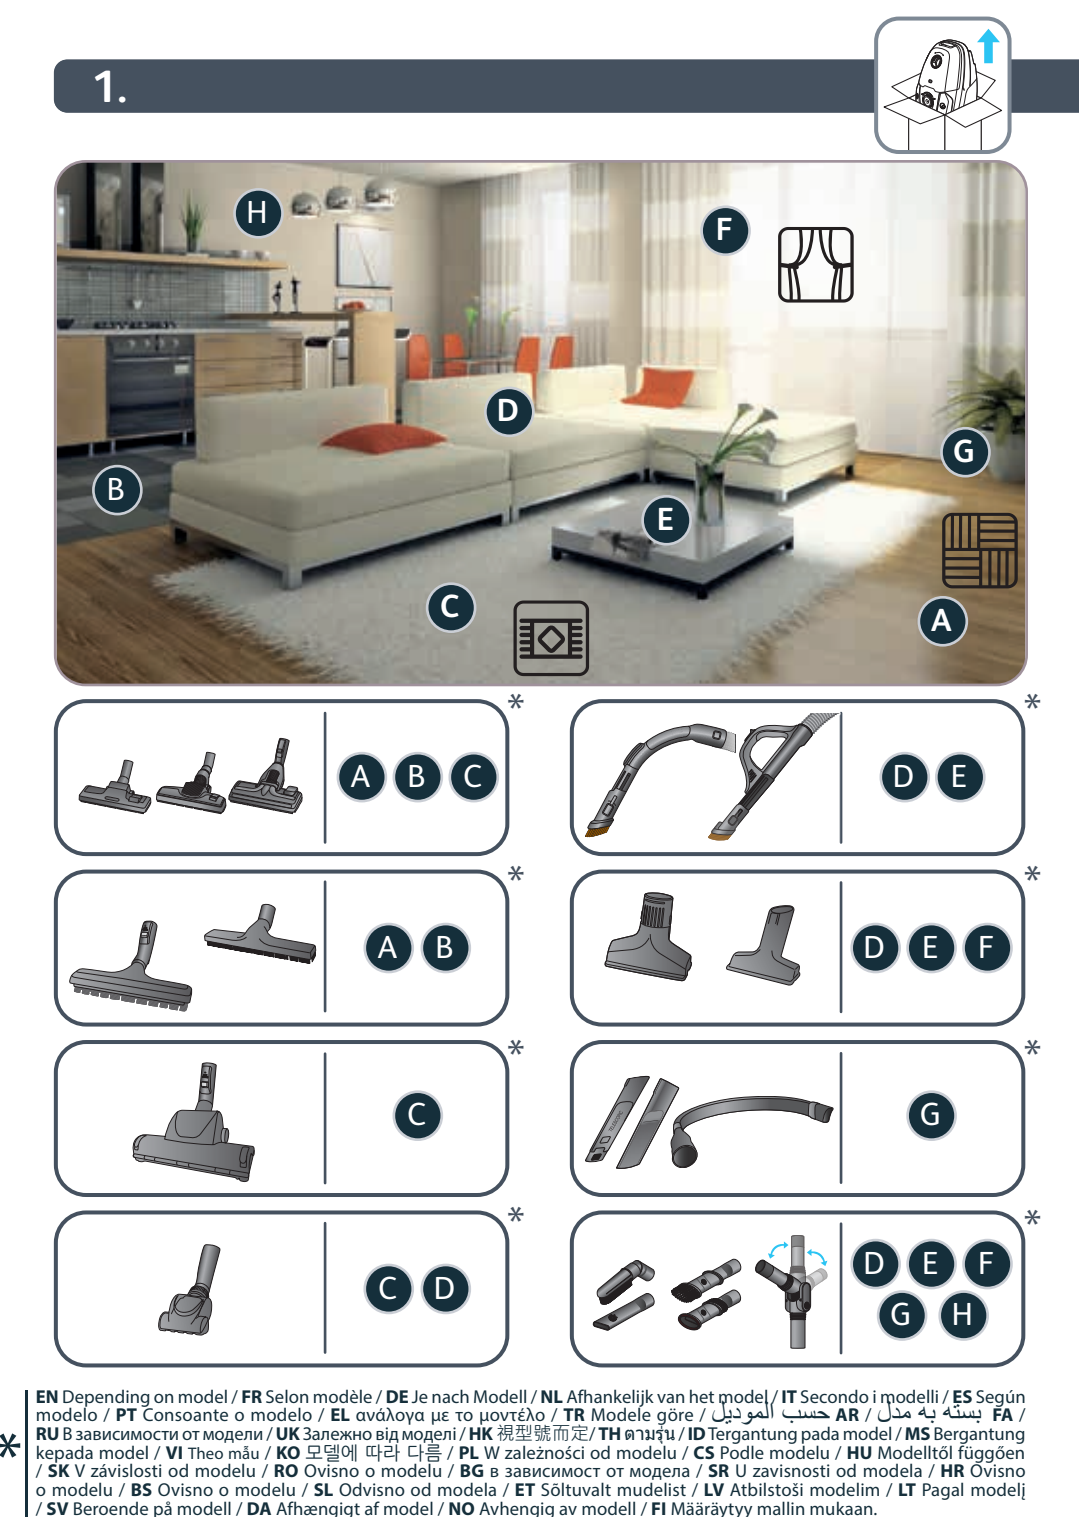 1.
H
F
D
G
B
E
C
A
A B C
D E
A B
D E F
C
G
C D
D E F
G H
EN Depending on model / FR Selon modèle / DE Je nach Modell / NL Afhankelijk van het model / IT Secondo i modelli / ES Según
modelo / PT Consoante o modelo / EL ανάλογα με το μοντέλο / TR Modele göre / حسب الموديل AR / بسته به مدل FA /
RU В зависимости от модели / UK Залежно від моделі / HK 視型號而定/ TH ตามรุ่น / ID Tergantung pada model / MS Bergantung
kepada model / VI Theo mẫu / KO 모델에 따라 다름 / PL W zależności od modelu / CS Podle modelu / HU Modelltől függően
/ SK V závislosti od modelu / RO Ovisno o modelu / BG в зависимост от модела / SR U zavisnosti od modela / HR Ovisno
* o modelu / BS Ovisno o modelu / SL Odvisno od modela / ET Sõltuvalt mudelist / LV Atbilstoši modelim / LT Pagal modelį
/ SV Beroende på modell / DA Afhængigt af model / NO Avhengig av modell / FI Määräytyy mallin mukaan.